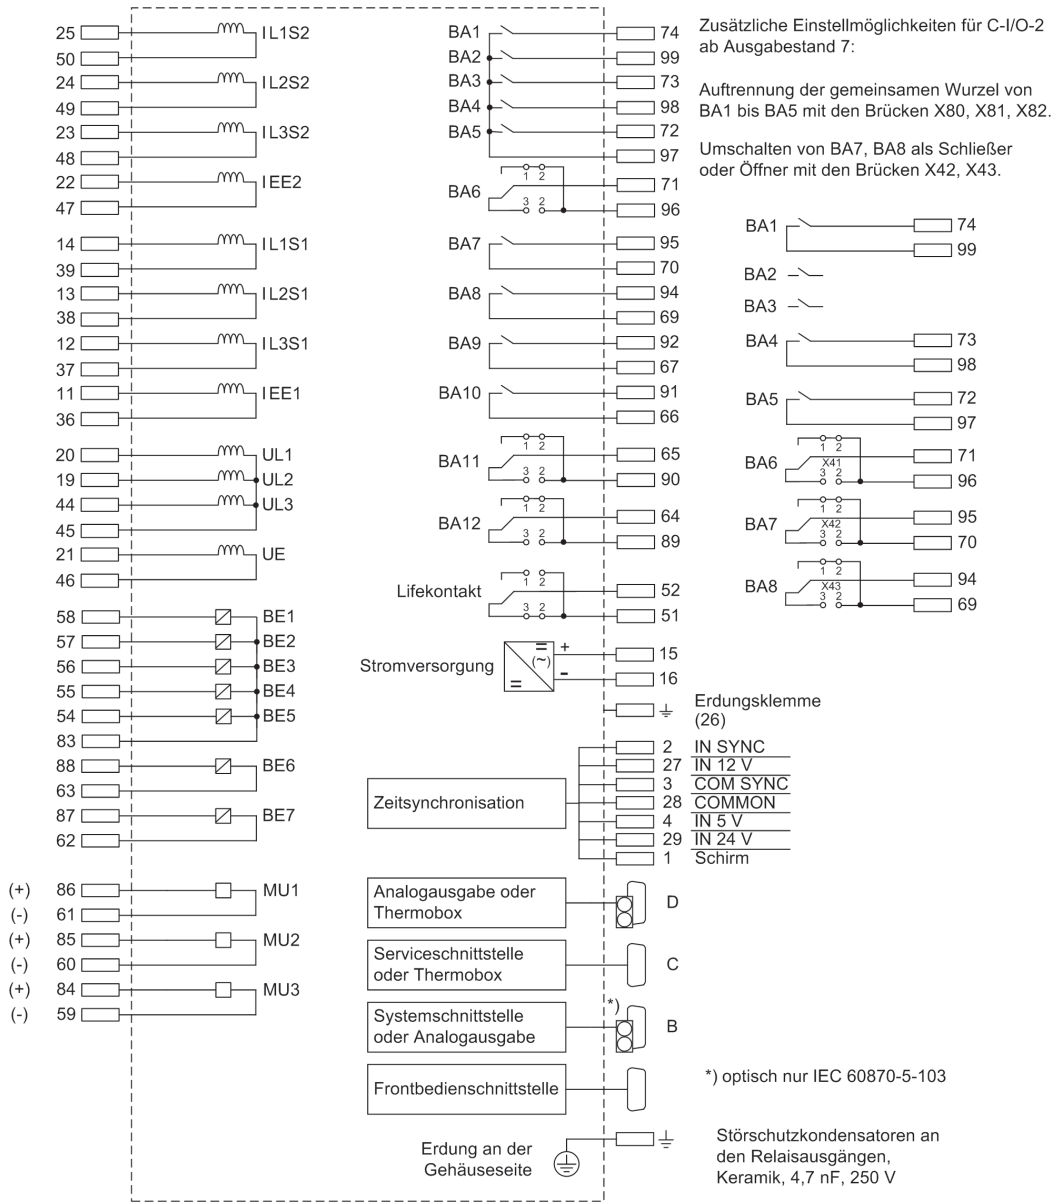 25 IL1S2
50
24 IL2S2
49
23 IL3S2
48
22 IEE2
47
14 IL1S1
39
13 IL2S1
38
12 IL3S1
37
11 IEE1
36
20 UL1
19 UL2
44 UL3
45
21 UE
46
58 BE1
57 BE2
56 BE3
55 BE4
54 BE5
83
88 BE6
63
87 BE7
62
(+) 86 MU1
(-) 61
(+) 85 MU2
(-) 60
(+) 84 MU3
(-) 59
BA1 74
BA2 99
BA3 73
BA4 98
BA5 72
97
1 2
BA6 71
3 2
96
BA7 95
70
BA8 94
69
BA9 92
67
BA10 91
66
1 2
BA11 65
3 2
90
1 2
BA12 64
3 2
89
1 2
Lifekontakt 52
3 2
51
Stromversorgung = (~) = + 15
- 16
Erdungsklemme
(26)
Zeitsynchronisation
2 IN SYNC
27 IN 12 V
3 COM SYNC
28 COMMON
4 IN 5 V
29 IN 24 V
1 Schirm
Analogausgabe oder
Thermobox
D
Serviceschnittstelle
oder Thermobox
C
Systemschnittstelle
oder Analogausgabe
*)
B
Frontbedienschnittstelle
Erdung an der
Gehäuseseite
Zusätzliche Einstellmöglichkeiten für C-I/O-2
ab Ausgabestand 7:
Auftrennung der gemeinsamen Wurzel von
BA1 bis BA5 mit den Brücken X80, X81, X82.
Umschalten von BA7, BA8 als Schließer
oder Öffner mit den Brücken X42, X43.
BA1 74
99
BA2
BA3
BA4 73
98
BA5 72
97
1 2
BA6 X41 71
3 2
96
1 2
BA7 X42 95
3 2
70
1 2
BA8 X43 94
3 2
69
*) optisch nur IEC 60870-5-103
Störschutzkondensatoren an
den Relaisausgängen,
Keramik, 4,7 nF, 250 V